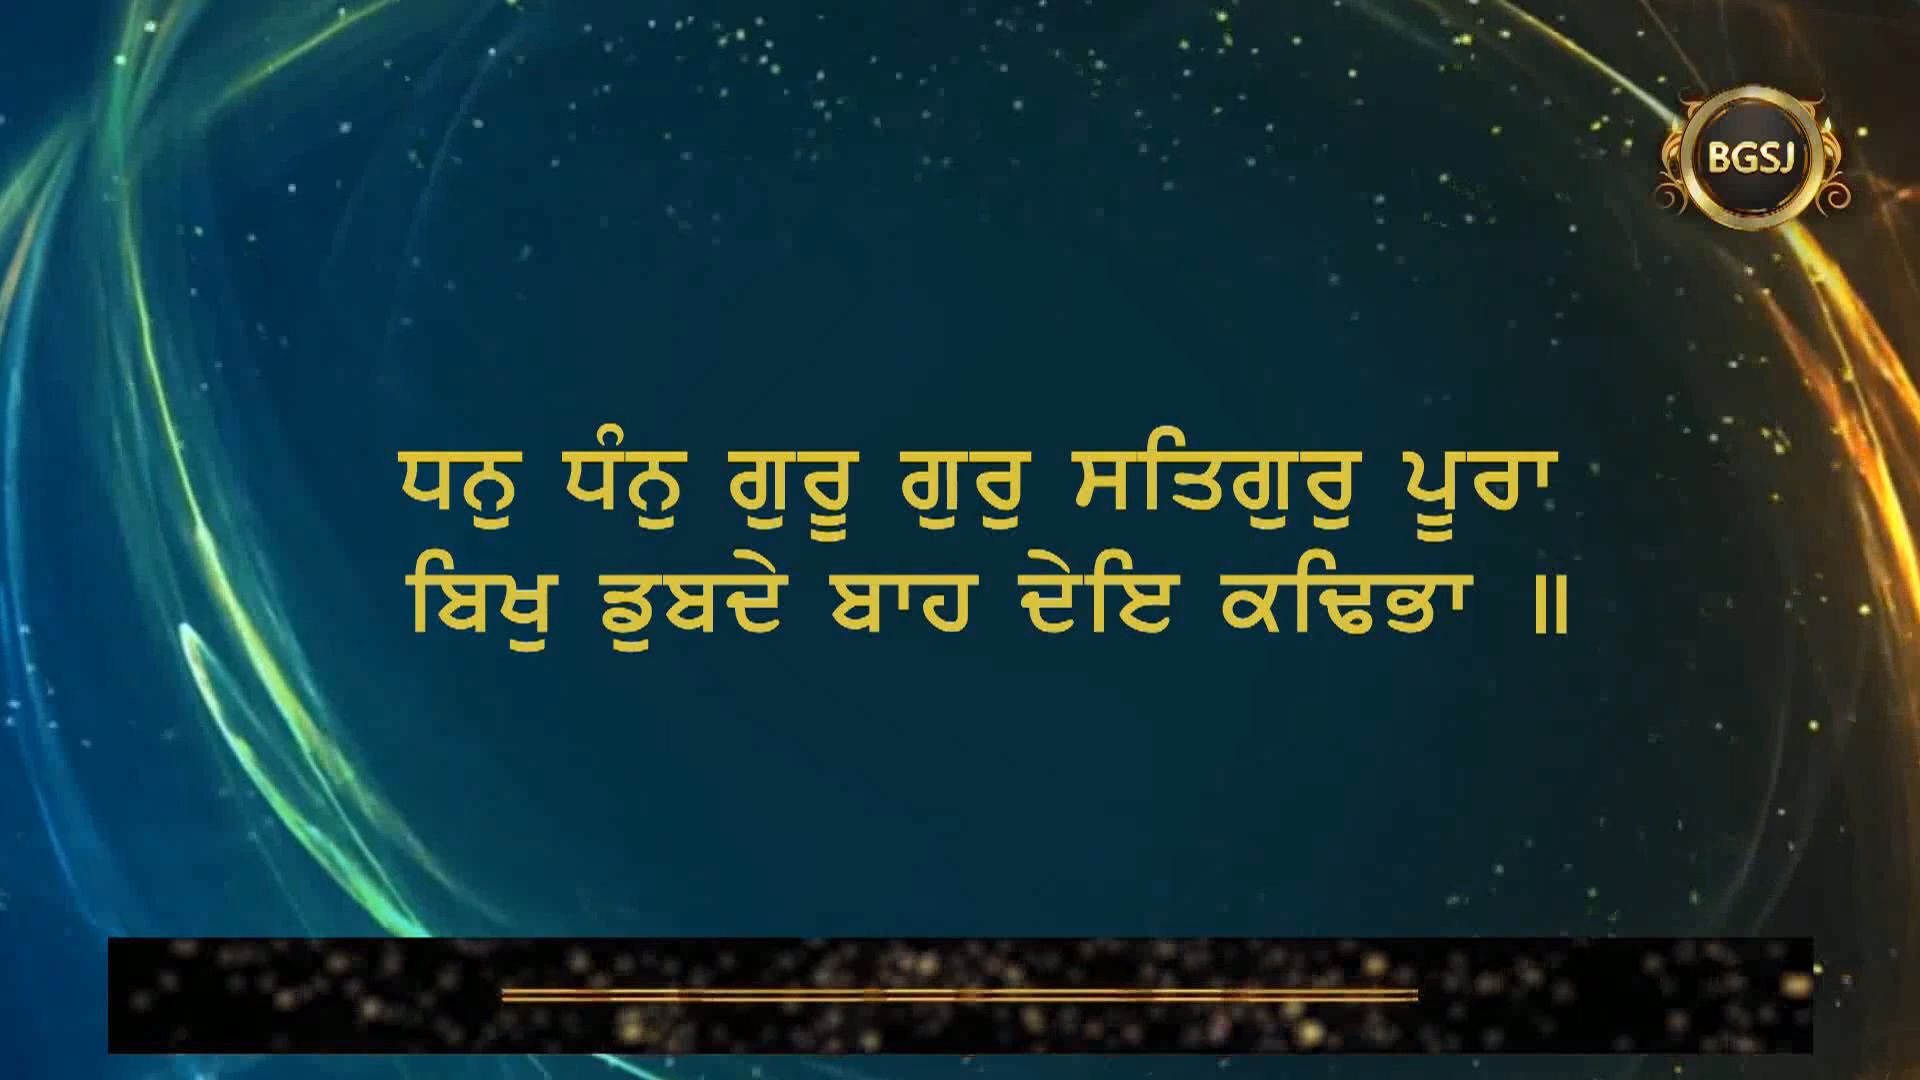 BGSJ
ਧਨੁ ਧੰਨੁ ਗੁਰੂ ਗੁਰੁ ਸਤਿਗੁਰੁ ਪੂਰਾ
ਬਿਖੁ ਡੁਬਦੇ ਬਾਹ ਦੇਇ ਕਢਿਭਾ ॥